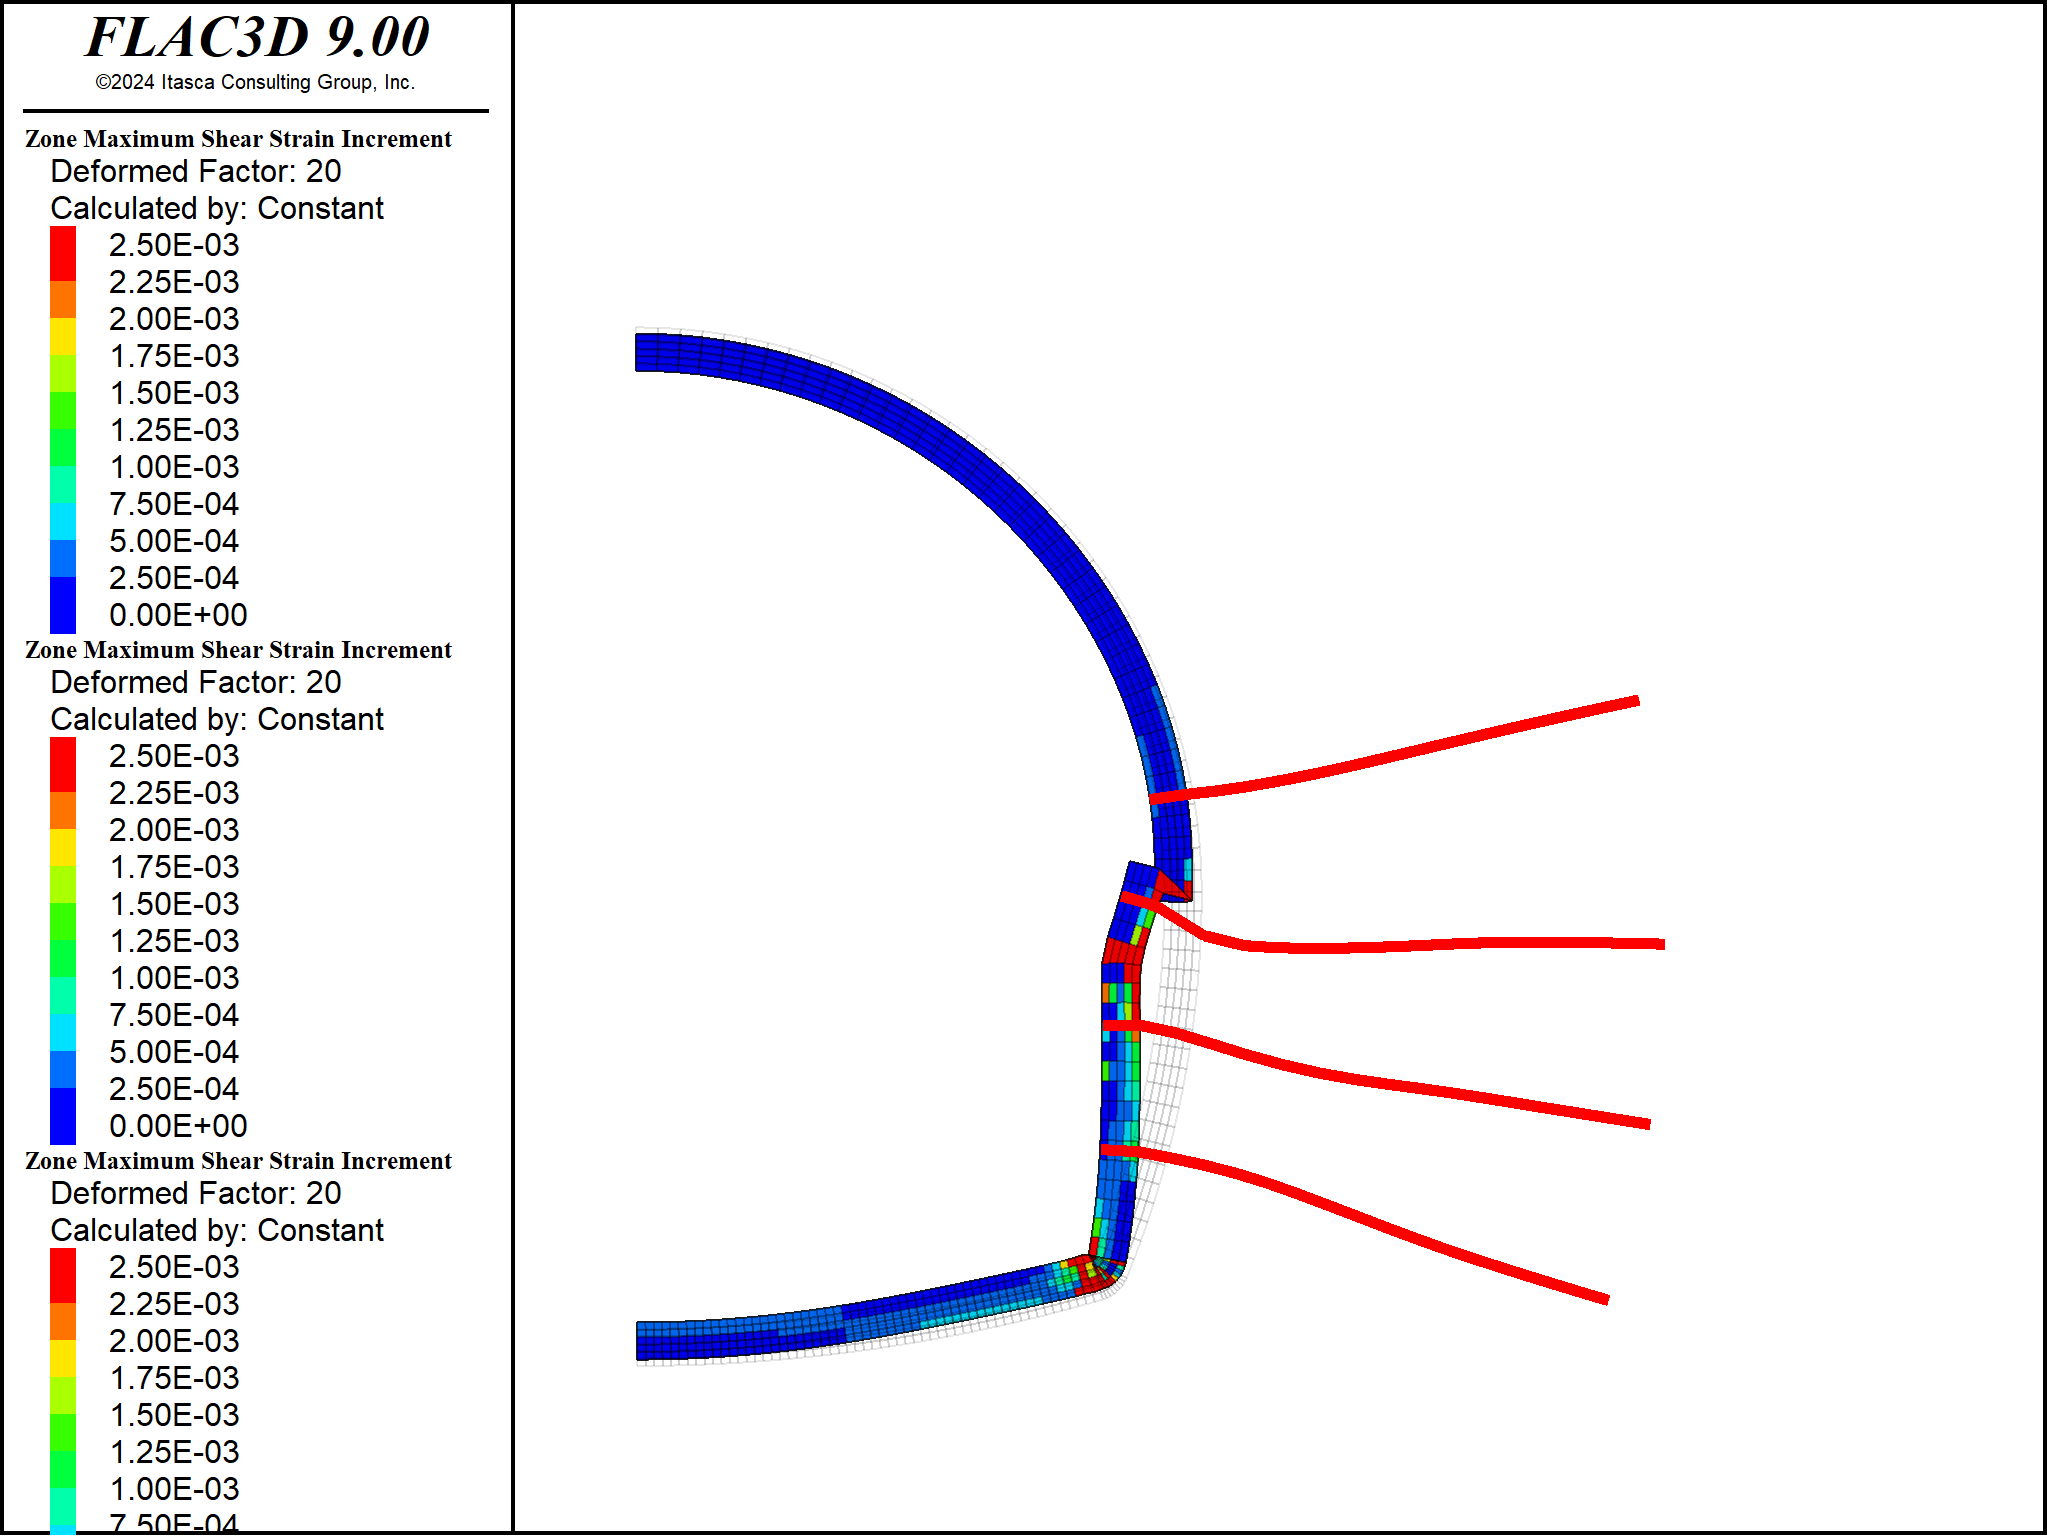 FLAC3D 9.00
©2024 Itasca Consulting Group, Inc.
Zone Maximum Shear Strain Increment
Deformed Factor: 20
Calculated by: Constant
2.50E-03
2.25E-03
2.00E-03
1.75E-03
1.50E-03
1.25E-03
1.00E-03
7.50E-04
5.00E-04
2.50E-04
0.00E+00
Zone Maximum Shear Strain Increment
Deformed Factor: 20
Calculated by: Constant
2.50E-03
2.25E-03
2.00E-03
1.75E-03
1.50E-03
1.25E-03
1.00E-03
7.50E-04
5.00E-04
2.50E-04
0.00E+00
Zone Maximum Shear Strain Increment
Deformed Factor: 20
Calculated by: Constant
2.50E-03
2.25E-03
2.00E-03
1.75E-03
1.50E-03
1.25E-03
1.00E-03
7.50E-04